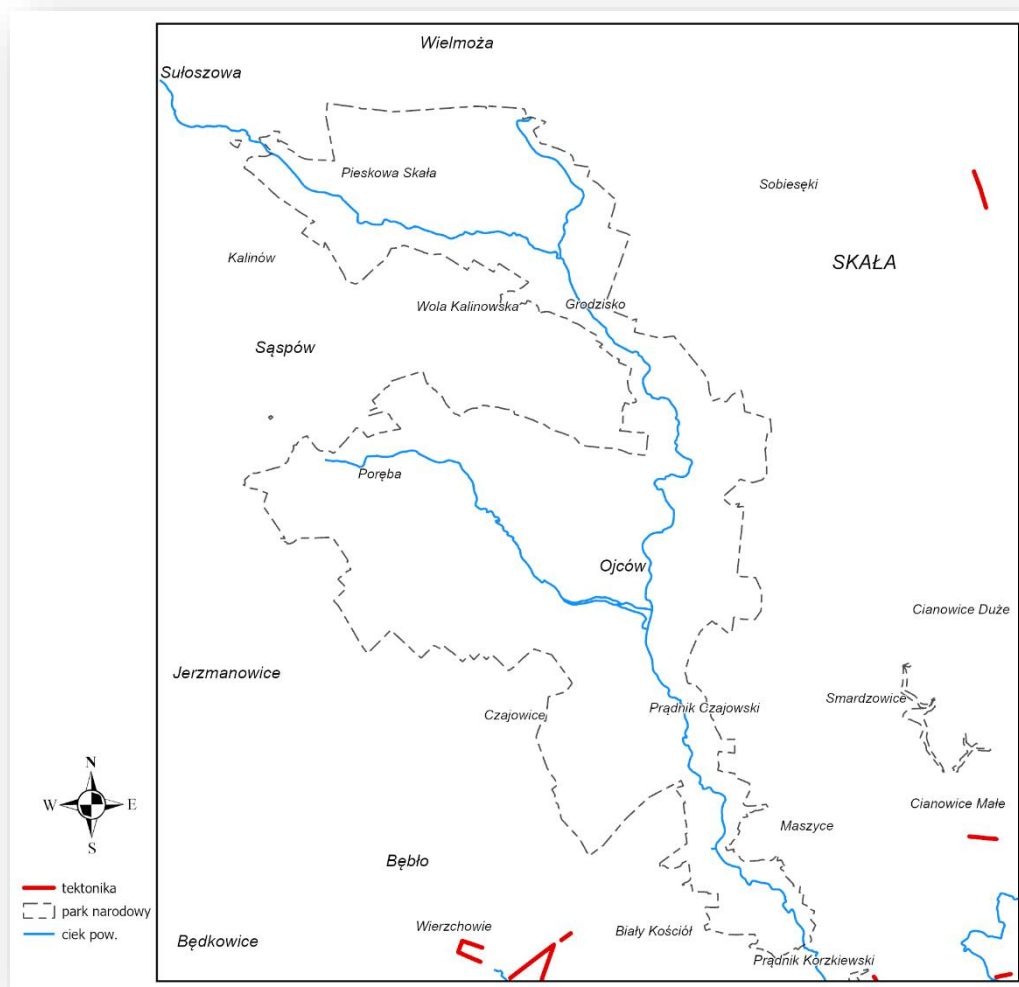 Wielmoża
Sułoszowa
Pieskowa Skała
Sobiesęki
Kalinów
SKAŁA
Wola Kalinowska
Grodzisko
Sąspów
Poręba
Ojców
Cianowice Duże
Jerzmanowice
Smardzowice
Czajowice
Prądnik Czajowski
N
W
E
S
Cianowice Małe
Maszyce
Bębło
tektonika
park narodowy
ciek pow.
Wierzchowie
Biały Kościół
Będkowice
Prądnik Korzkiewski